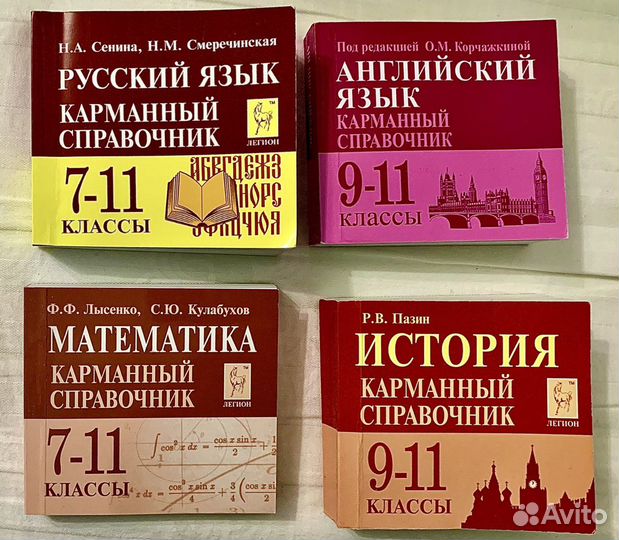 Н.А. Сенина, Н.М. Смеречинская
РУССКИЙ ЯЗЫК
КАРМАННЫЙ
СПРАВОЧНИК
ЛЕГИОН
7-11
КЛАССЫ
АБВГДЕЖЗ
Под редакцией О.М. Корчажкиной
АНГЛИЙСКИЙ
ЯЗЫК
КАРМАННЫЙ
СПРАВОЧНИК
9-11
КЛАССЫ
Ф.Ф. Лысенко, С.Ю. Кулабухов
МАТЕМАТИКА
КАРМАННЫЙ
СПРАВОЧНИК
ЛЕГИОН
7-11
КЛАССЫ
Р.В. Пазин
ИСТОРИЯ
КАРМАННЫЙ
СПРАВОЧНИК
ЛЕГИОН
9-11
КЛАССЫ
Avito